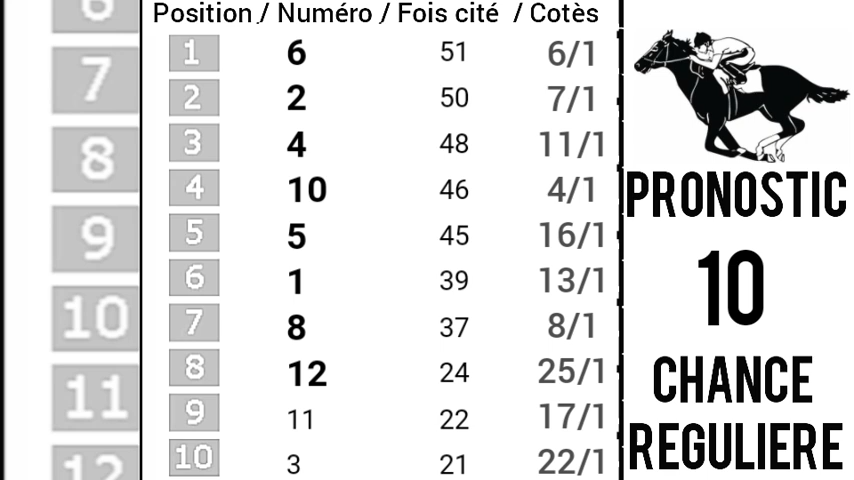 6
7
8
9
10
11
12
Position / Numéro / Fois cité / Cotès
1 6 51 6/1
2 2 50 7/1
3 4 48 11/1
4 10 46 4/1
5 5 45 16/1
6 1 39 13/1
7 8 37 8/1
8 12 24 25/1
9 11 22 17/1
10 3 21 22/1
PRONOSTIC
10
CHANCE
REGULIERE